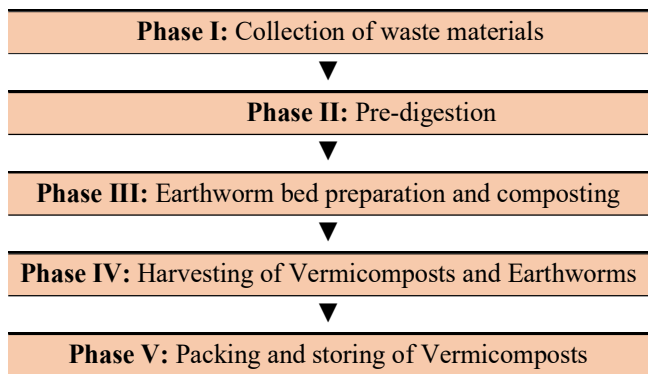 Phase I: Collection of waste materials
Phase II: Pre-digestion
Phase III: Earthworm bed preparation and composting
Phase IV: Harvesting of Vermicomposts and Earthworms
Phase V: Packing and storing of Vermicomposts